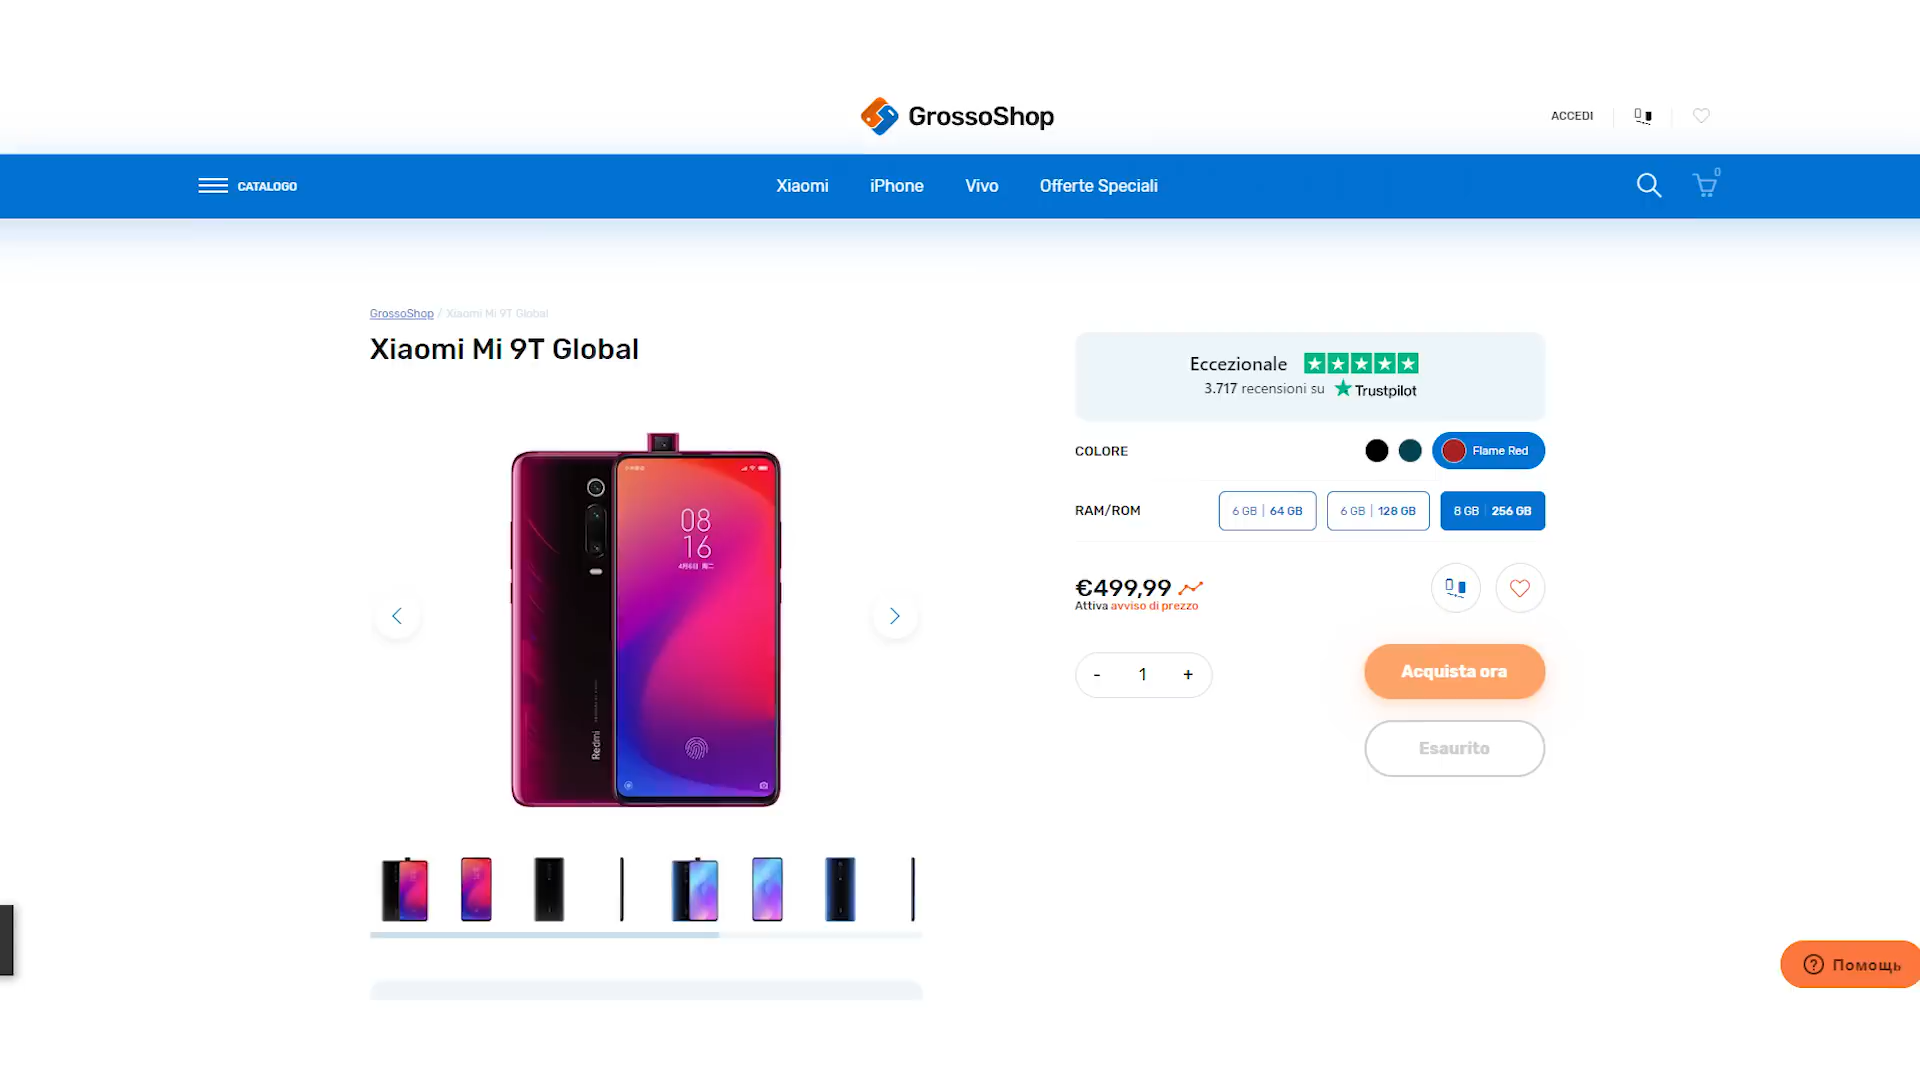 GrossoShop
ACCEDI
CATALOGO
Xiaomi
iPhone
Vivo
Offerte Speciali
0
GrossoShop / Xiaomi Mi 9T Global
Xiaomi Mi 9T Global
Eccezionale
3.717 recensioni su Trustpilot
COLORE
Flame Red
RAM/ROM
6 GB | 64 GB
6 GB | 128 GB
8 GB | 256 GB
€499,99
Attiva avviso di prezzo
- 1 +
Acquista ora
Esaurito
08
16
Redmi
Помощь